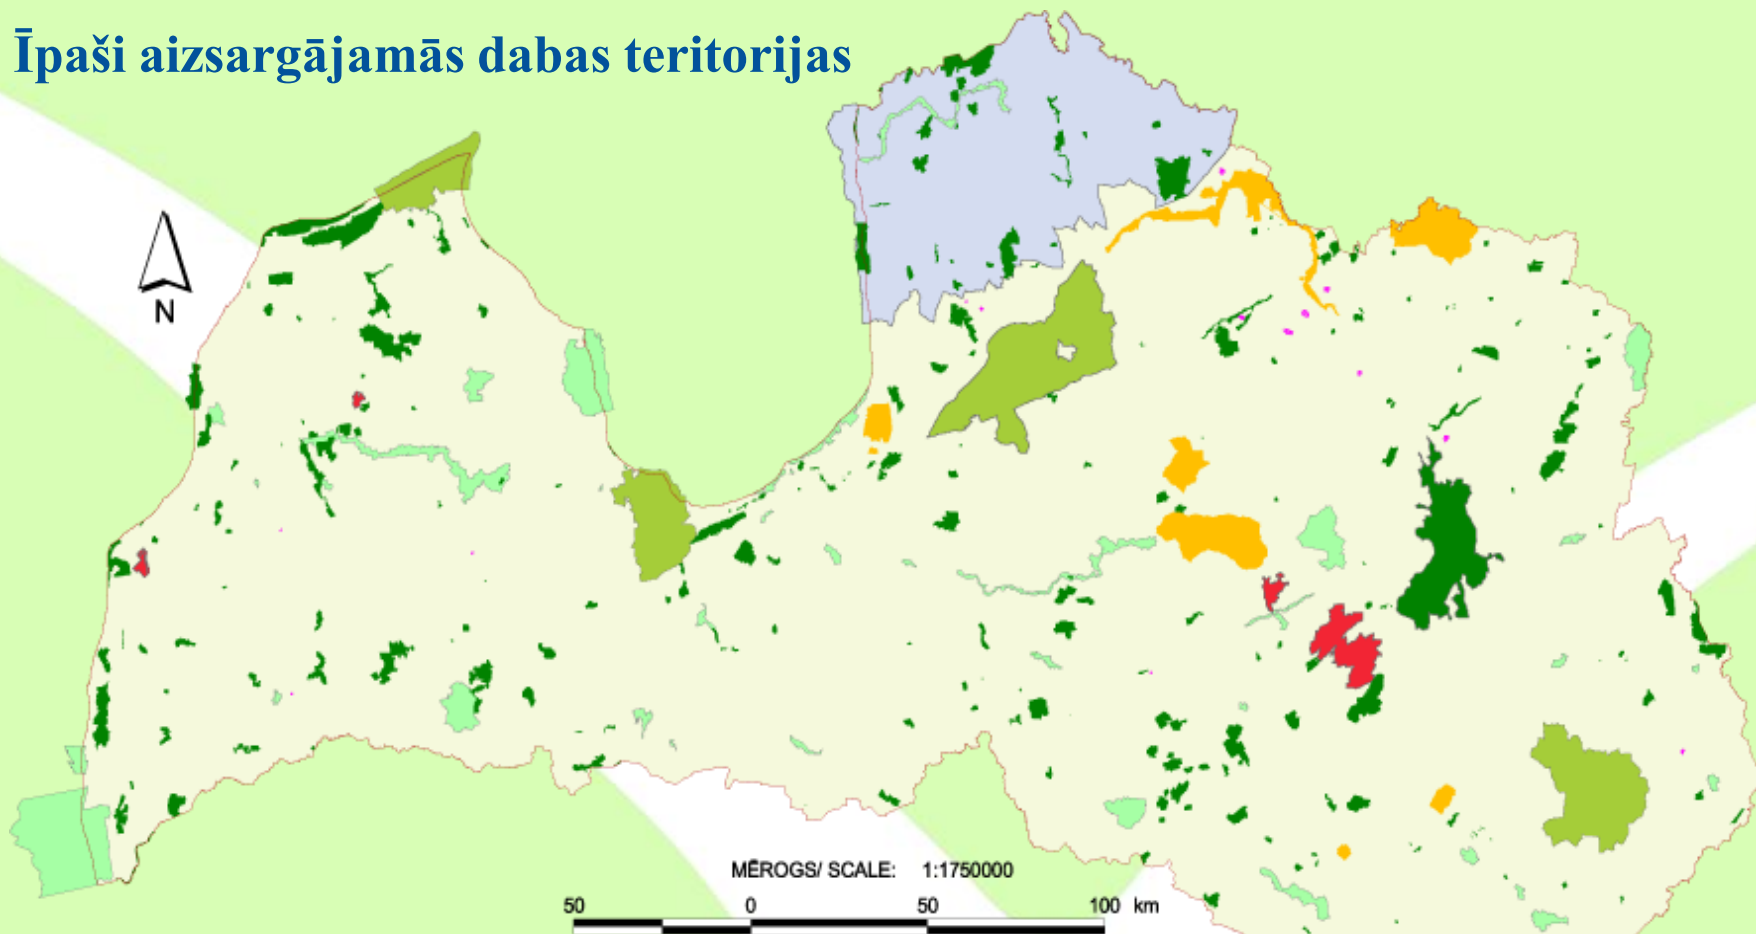 Īpaši aizsargājamās dabas teritorijas
N
MĒROGS/ SCALE: 1:1750000
50 0 50 100 km